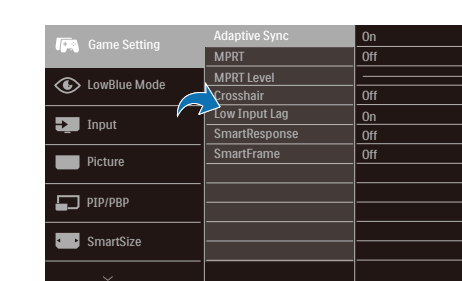 Game Setting
LowBlue Mode
Input
Picture
PIP/PBP
SmartSize
Adaptive Sync On
MPRT Off
MPRT Level
Crosshair Off
Low Input Lag On
SmartResponse Off
SmartFrame Off